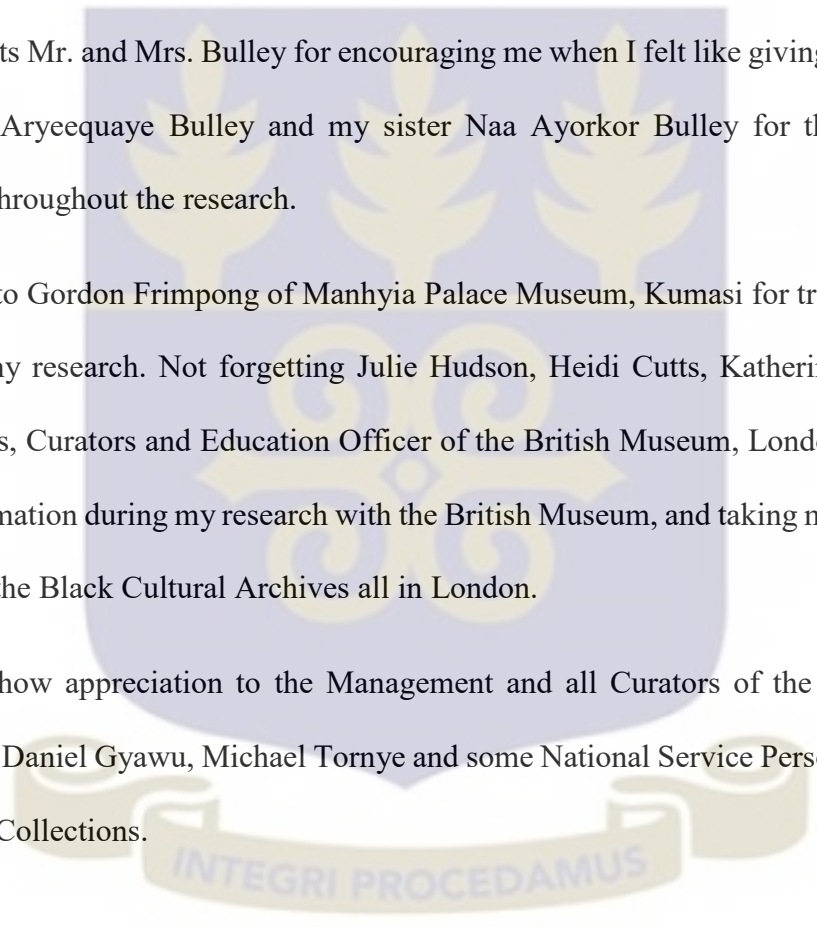 ts Mr. and Mrs. Bulley for encouraging me when I felt like giving
Aryeequaye Bulley and my sister Naa Ayorkor Bulley for th
hroughout the research.
to Gordon Frimpong of Manhyia Palace Museum, Kumasi for tr
ny research. Not forgetting Julie Hudson, Heidi Cutts, Katheri
s, Curators and Education Officer of the British Museum, Lond
mation during my research with the British Museum, and taking m
the Black Cultural Archives all in London.
how appreciation to the Management and all Curators of the
Daniel Gyawu, Michael Tornye and some National Service Pers
Collections.
INTEGRI PROCEDAMUS